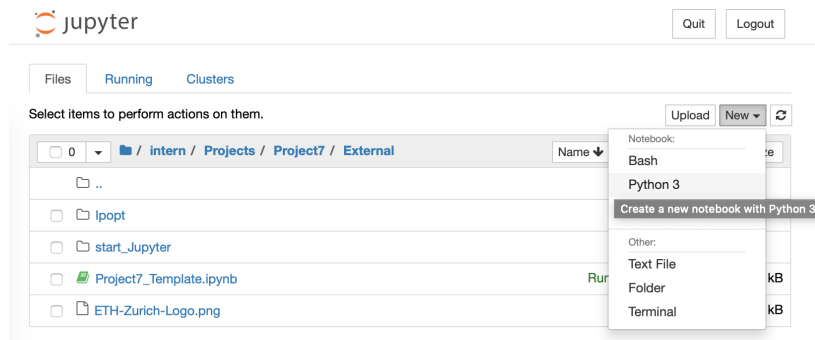 jupyter
Quit
Logout
Files
Running
Clusters
Select items to perform actions on them.
Upload
New
0
/ intern / Projects / Project7 / External
Name
ze
Notebook:
Bash
Python 3
Create a new notebook with Python 3
Other:
Text File
Folder
Terminal
..
Ipopt
start_Jupyter
Project7_Template.ipynb
Run
kB
ETH-Zurich-Logo.png
kB